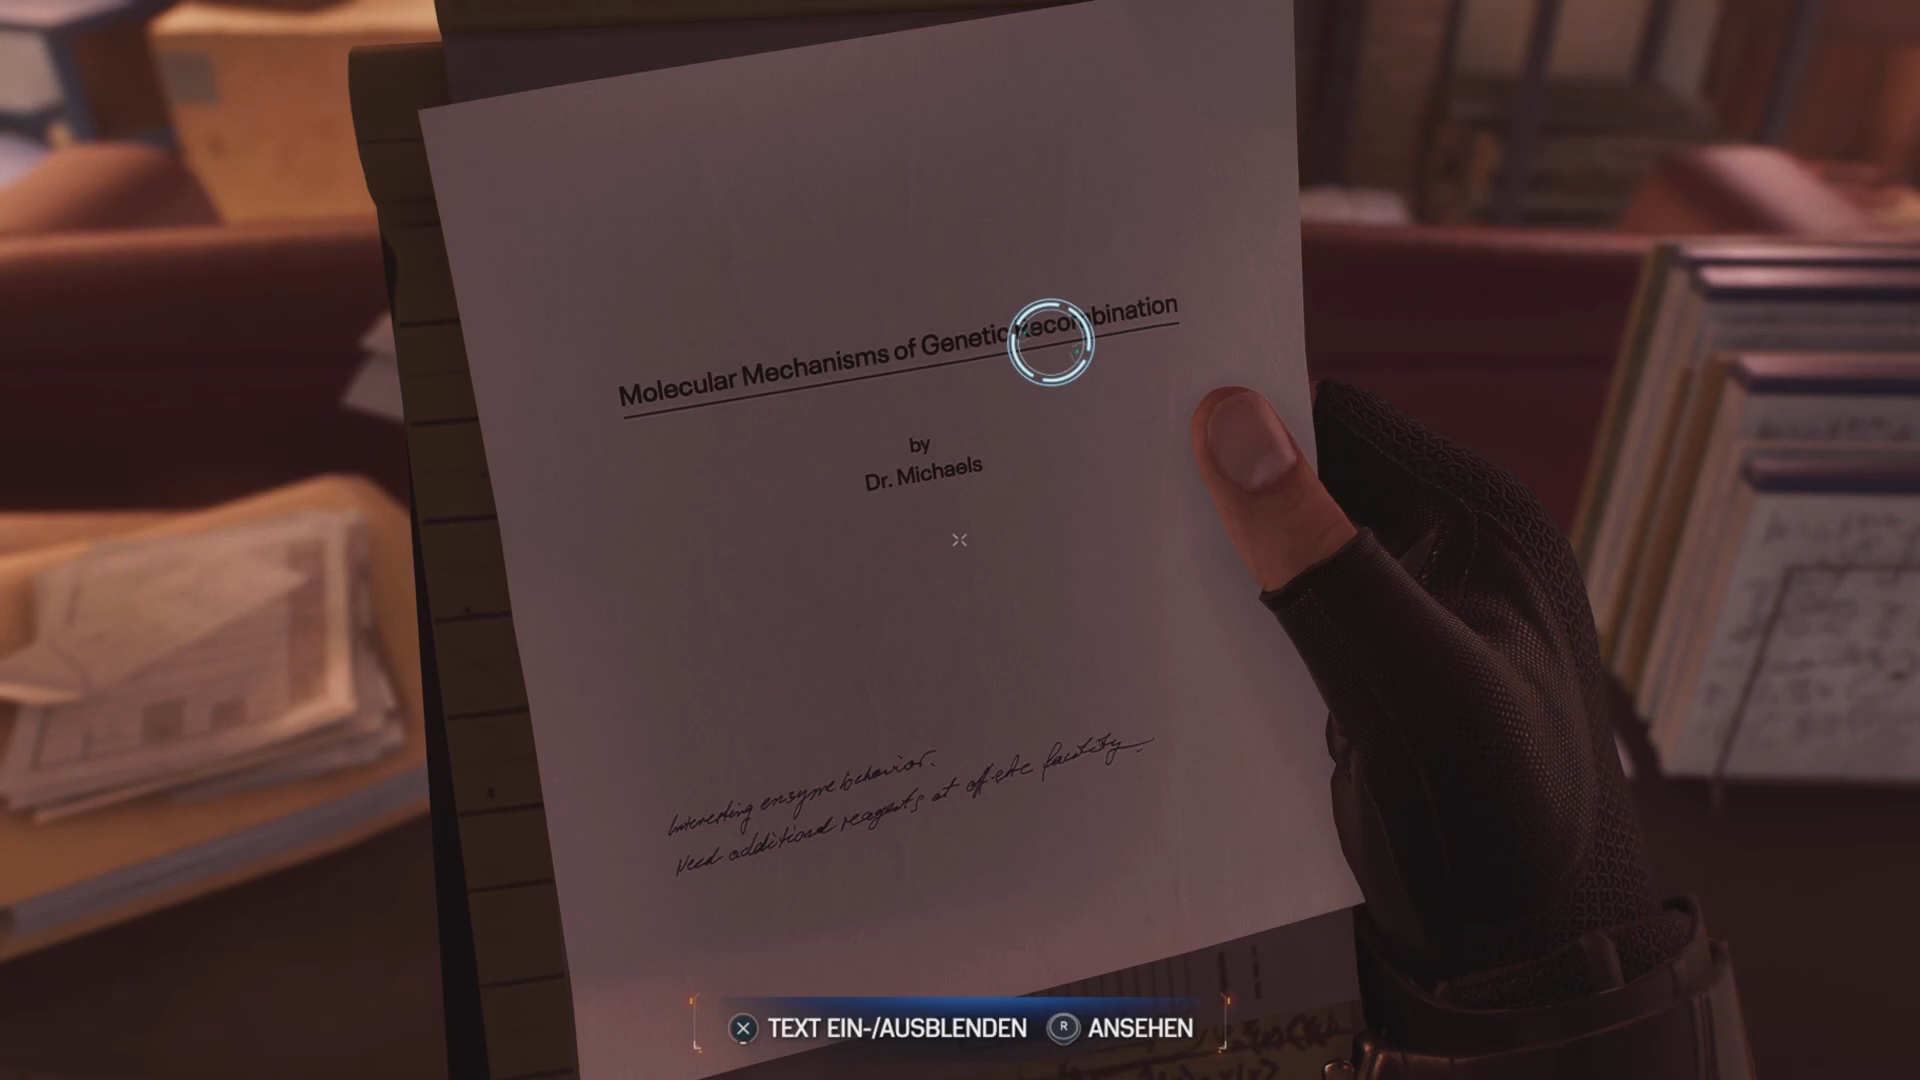 Molecular Mechanisms of Genetic Recombination
by
Dr. Michaels
Interesting enzyme behavior.
Need additional reagents at off-site facility.
TEXT EIN-/AUSBLENDEN R ANSEHEN